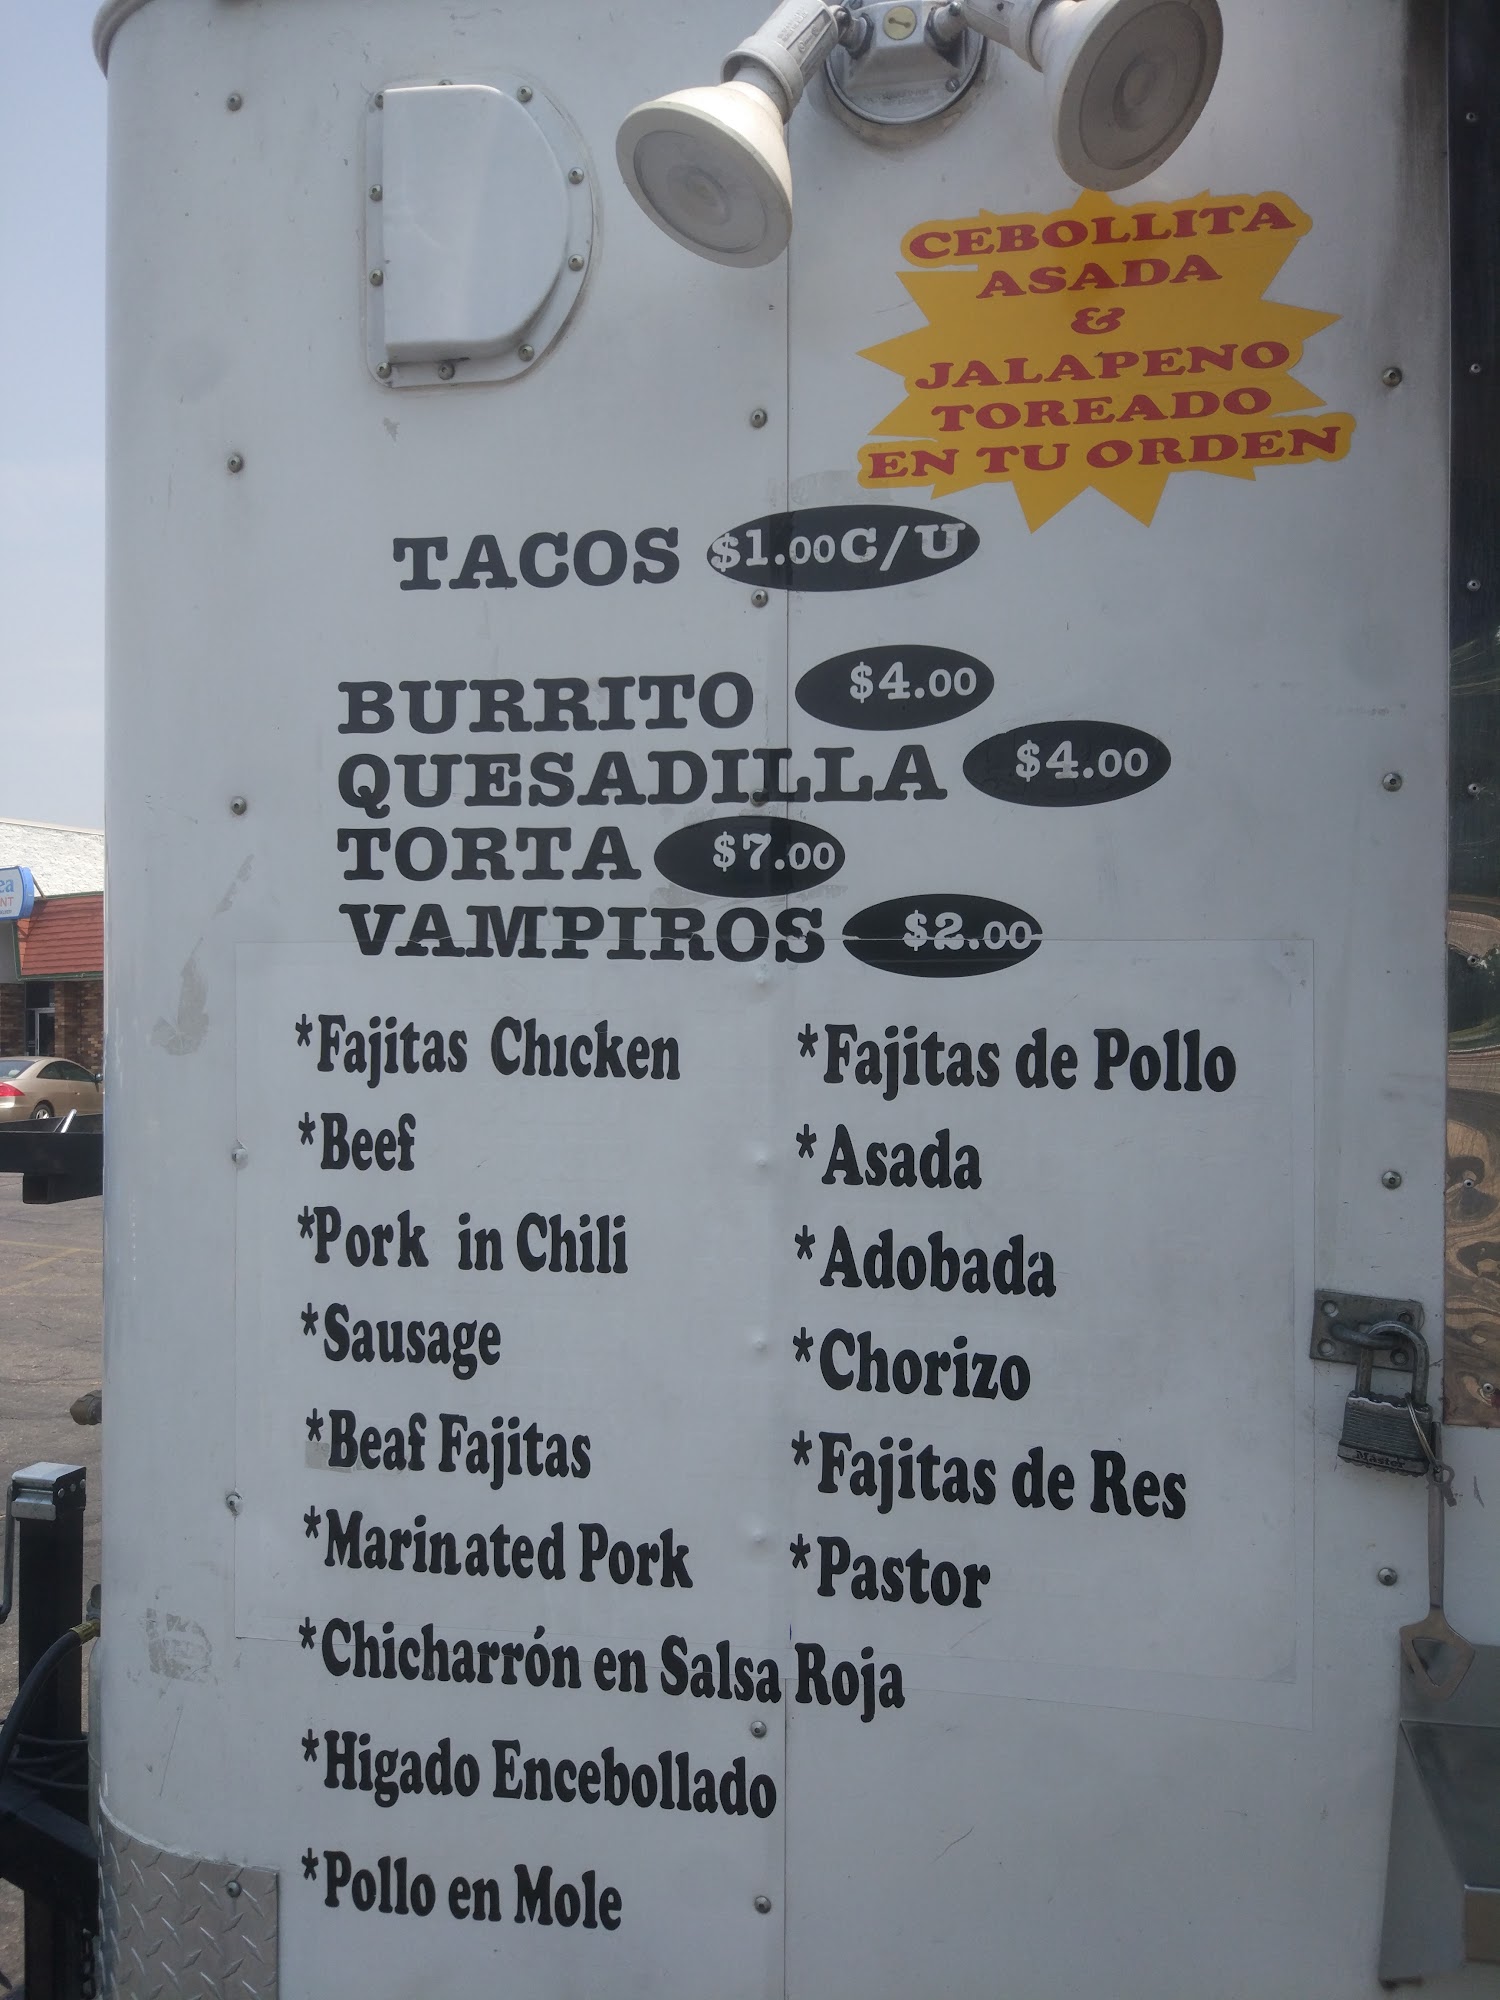 CEBOLLITA
ASADA
&
JALAPENO
TOREADO
EN TU ORDEN
TACOS $1.00 C/U
BURRITO $4.00
QUESADILLA $4.00
TORTA $7.00
VAMPIROS $2.00
*Fajitas Chicken *Fajitas de Pollo
*Beef *Asada
*Pork in Chili *Adobada
*Sausage *Chorizo
*Beaf Fajitas *Fajitas de Res
*Marinated Pork *Pastor
*Chicharrón en Salsa Roja
*Higado Encebollado
*Pollo en Mole
Master